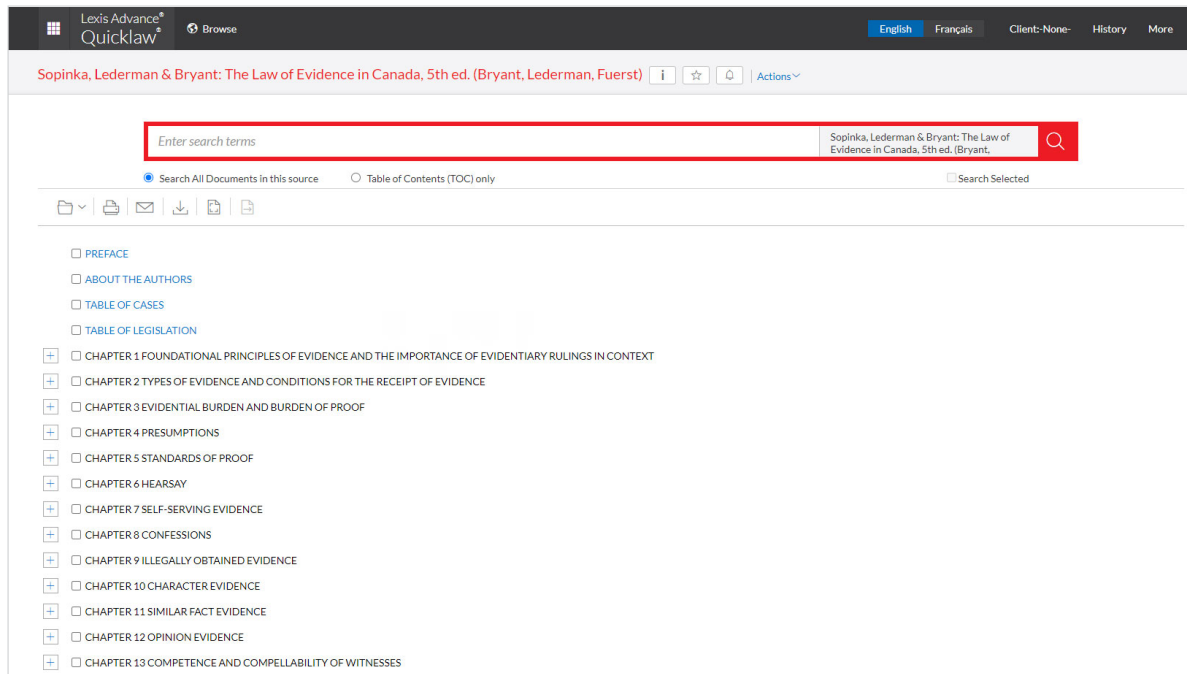 Lexis Advance®
Quicklaw®
Browse
English Français Client:-None- History More
Sopinka, Lederman & Bryant: The Law of Evidence in Canada, 5th ed. (Bryant, Lederman, Fuerst) i Actions
Enter search terms
Sopinka, Lederman & Bryant: The Law of
Evidence in Canada, 5th ed. (Bryant,
Search All Documents in this source Table of Contents (TOC) only Search Selected
PREFACE
ABOUT THE AUTHORS
TABLE OF CASES
TABLE OF LEGISLATION
CHAPTER 1 FOUNDATIONAL PRINCIPLES OF EVIDENCE AND THE IMPORTANCE OF EVIDENTIARY RULINGS IN CONTEXT
CHAPTER 2 TYPES OF EVIDENCE AND CONDITIONS FOR THE RECEIPT OF EVIDENCE
CHAPTER 3 EVIDENTIAL BURDEN AND BURDEN OF PROOF
CHAPTER 4 PRESUMPTIONS
CHAPTER 5 STANDARDS OF PROOF
CHAPTER 6 HEARSAY
CHAPTER 7 SELF-SERVING EVIDENCE
CHAPTER 8 CONFESSIONS
CHAPTER 9 ILLEGALLY OBTAINED EVIDENCE
CHAPTER 10 CHARACTER EVIDENCE
CHAPTER 11 SIMILAR FACT EVIDENCE
CHAPTER 12 OPINION EVIDENCE
CHAPTER 13 COMPETENCE AND COMPELLABILITY OF WITNESSES